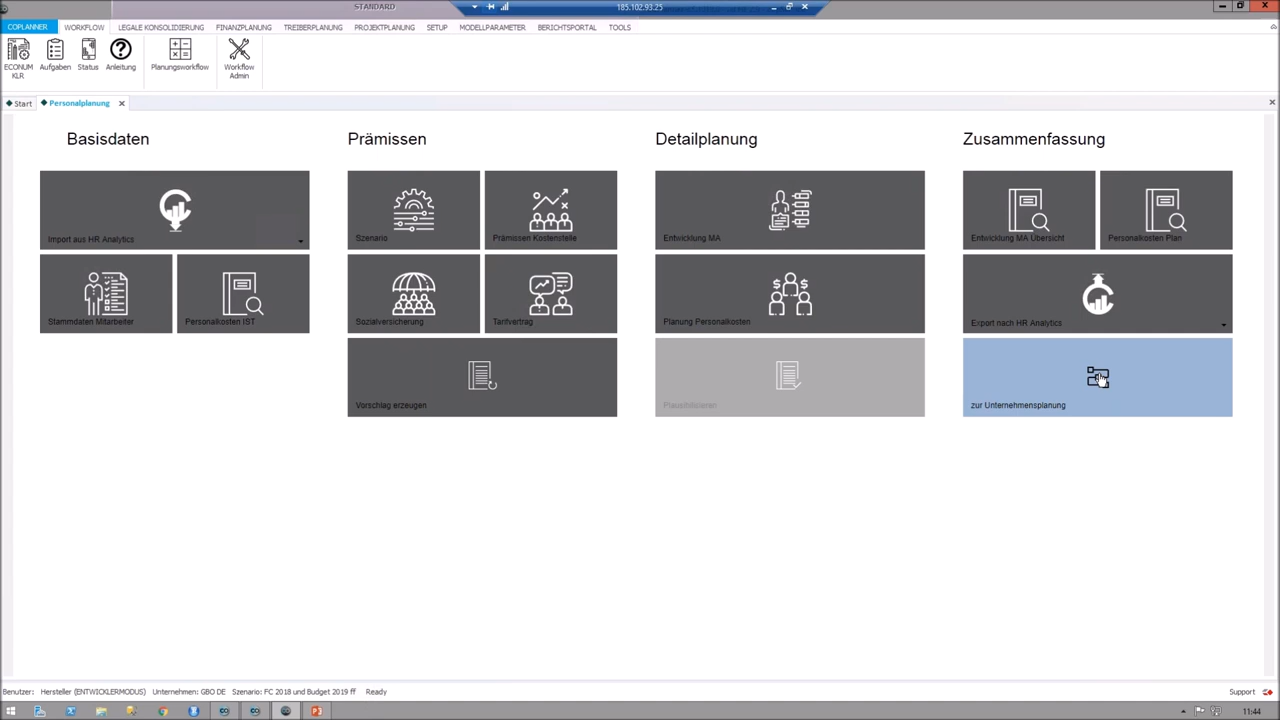 STANDARD
185.102.93.25
COPLANNER WORKFLOW LEGALE KONSOLIDIERUNG FINANZPLANUNG TREIBERPLANUNG PROJEKTPLANUNG SETUP MODELLPARAMETER BERICHTSPORTAL TOOLS
ECONUM KLR
Aufgaben
Status
Anleitung
Planungsworkflow
Workflow Admin
Start
Personalplanung
Basisdaten
Import aus HR Analytics
Stammdaten Mitarbeiter
Personalkosten IST
Prämissen
Szenario
Prämissen Kostenstelle
Sozialversicherung
Tarifvertrag
Vorschlag erzeugen
Detailplanung
Entwicklung MA
Planung Personalkosten
Plausibilisieren
Zusammenfassung
Entwicklung MA Übersicht
Personalkosten Plan
Export nach HR Analytics
zur Unternehmensplanung
Benutzer: Hersteller (ENTWICKLERMODUS) Unternehmen: GBO DE Szenario: FC 2018 und Budget 2019 ff Ready
Support
11:44